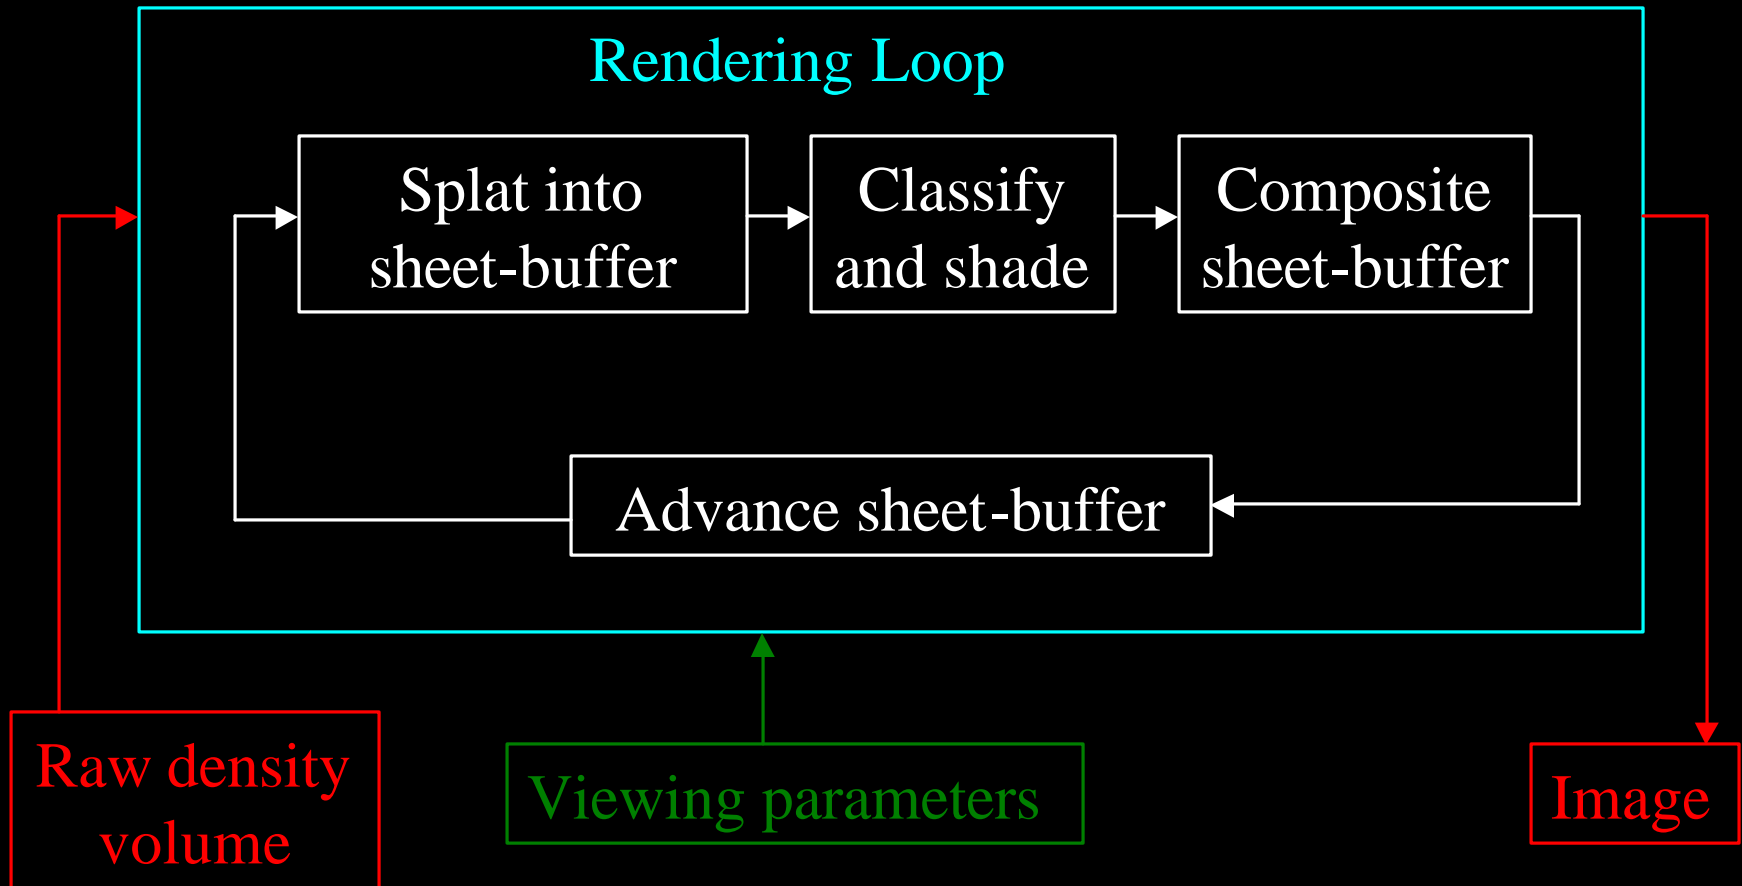 Rendering Loop
Splat into
sheet-buffer
Classify
and shade
Composite
sheet-buffer
Advance sheet-buffer
Raw density
volume
Viewing parameters
Image